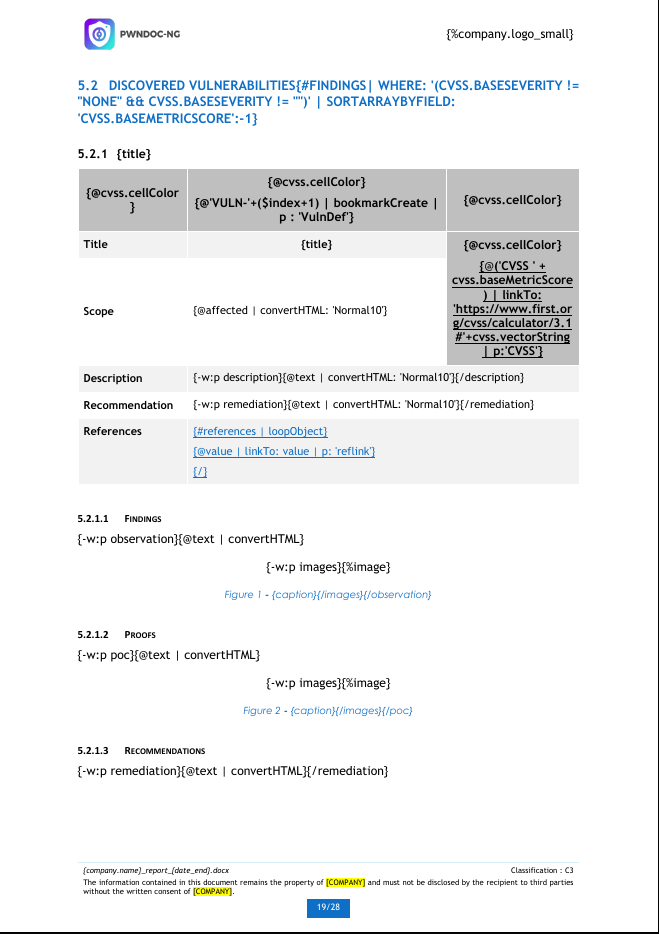 PWNDOC-NG
{%company.logo_small}
5.2 DISCOVERED VULNERABILITIES{#FINDINGS| WHERE: '(CVSS.BASESEVERITY !=
"NONE" && CVSS.BASESEVERITY != "")' | SORTARRAYBYFIELD:
'CVSS.BASEMETRICSCORE':-1}
5.2.1 {title}
{@cvss.cellColor
}
{@cvss.cellColor}
{@'VULN-'+($index+1) | bookmarkCreate |
p : 'VulnDef'}
{@cvss.cellColor}
Title
{title}
{@cvss.cellColor}
{@('CVSS ' +
cvss.baseMetricScore
) | linkTo:
'https://www.first.or
g/cvss/calculator/3.1
#'+cvss.vectorString
| p:'CVSS'}
Scope
{@affected | convertHTML: 'Normal10'}
Description
{-w:p description}{@text | convertHTML: 'Normal10'}{/description}
Recommendation
{-w:p remediation}{@text | convertHTML: 'Normal10'}{/remediation}
References
{#references | loopObject}
{@value | linkTo: value | p: 'reflink'}
{/}
5.2.1.1 FINDINGS
{-w:p observation}{@text | convertHTML}
{-w:p images}{%image}
Figure 1 - {caption}{/images}{/observation}
5.2.1.2 PROOFS
{-w:p poc}{@text | convertHTML}
{-w:p images}{%image}
Figure 2 - {caption}{/images}{/poc}
5.2.1.3 RECOMMENDATIONS
{-w:p remediation}{@text | convertHTML}{/remediation}
{company.name}_report_{date_end}.docx
Classification : C3
The information contained in this document remains the property of [COMPANY] and must not be disclosed by the recipient to third parties
without the written consent of [COMPANY].
19/28